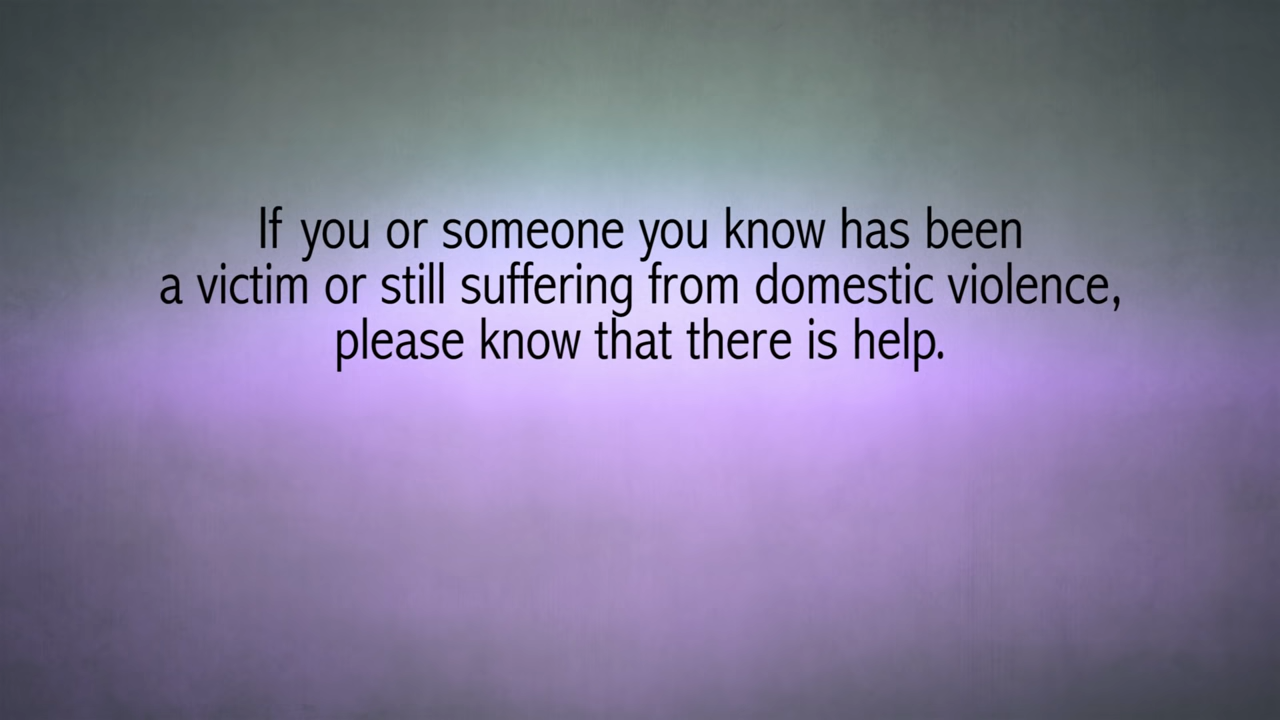 If you or someone you know has been
a victim or still suffering from domestic violence,
please know that there is help.